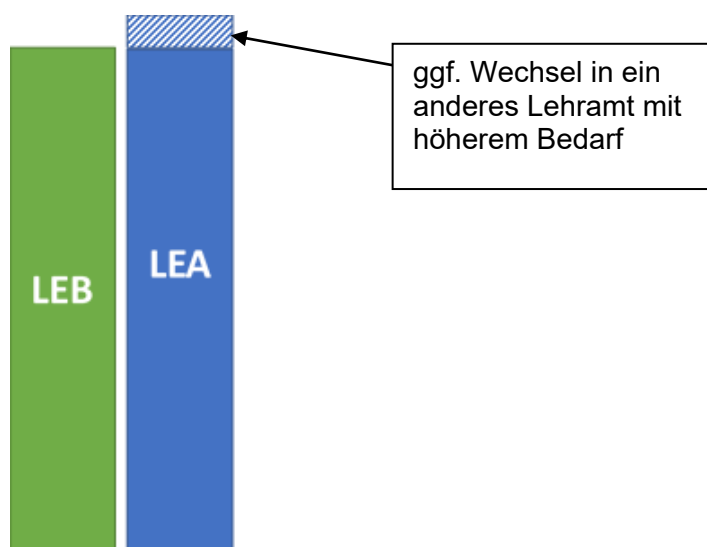 ggf. Wechsel in ein
anderes Lehramt mit
höherem Bedarf
LEA
LEB